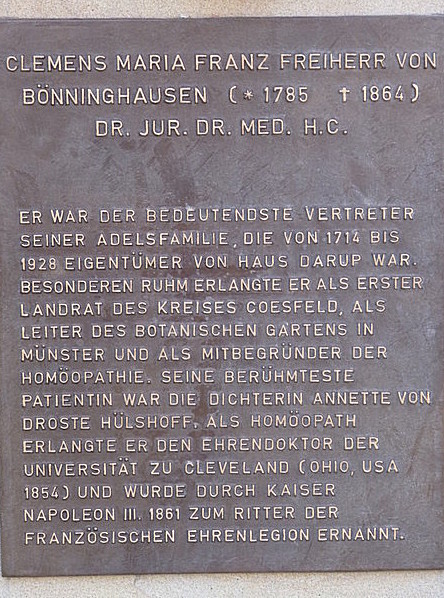 CLEMENS MARIA FRANZ FREIHERR VON
BÖNNINGHAUSEN (* 1785 † 1864)
DR. JUR. DR. MED. H.C.
ER WAR DER BEDEUTENDSTE VERTRETER
SEINER ADELSFAMILIE, DIE VON 1714 BIS
1928 EIGENTÜMER VON HAUS DARUP WAR.
BESONDEREN RUHM ERLANGTE ER ALS ERSTER
LANDRAT DES KREISES COESFELD, ALS
LEITER DES BOTANISCHEN GARTENS IN
MÜNSTER UND ALS MITBEGRÜNDER DER
HOMÖOPATHIE. SEINE BERÜHMTESTE
PATIENTIN WAR DIE DICHTERIN ANNETTE VON
DROSTE HÜLSHOFF. ALS HOMÖOPATH
ERLANGTE ER DEN EHRENDOKTOR DER
UNIVERSITÄT ZU CLEVELAND (OHIO, USA
1854) UND WURDE DURCH KAISER
NAPOLEON III. 1861 ZUM RITTER DER
FRANZÖSISCHEN EHRENLEGION ERNANNT.